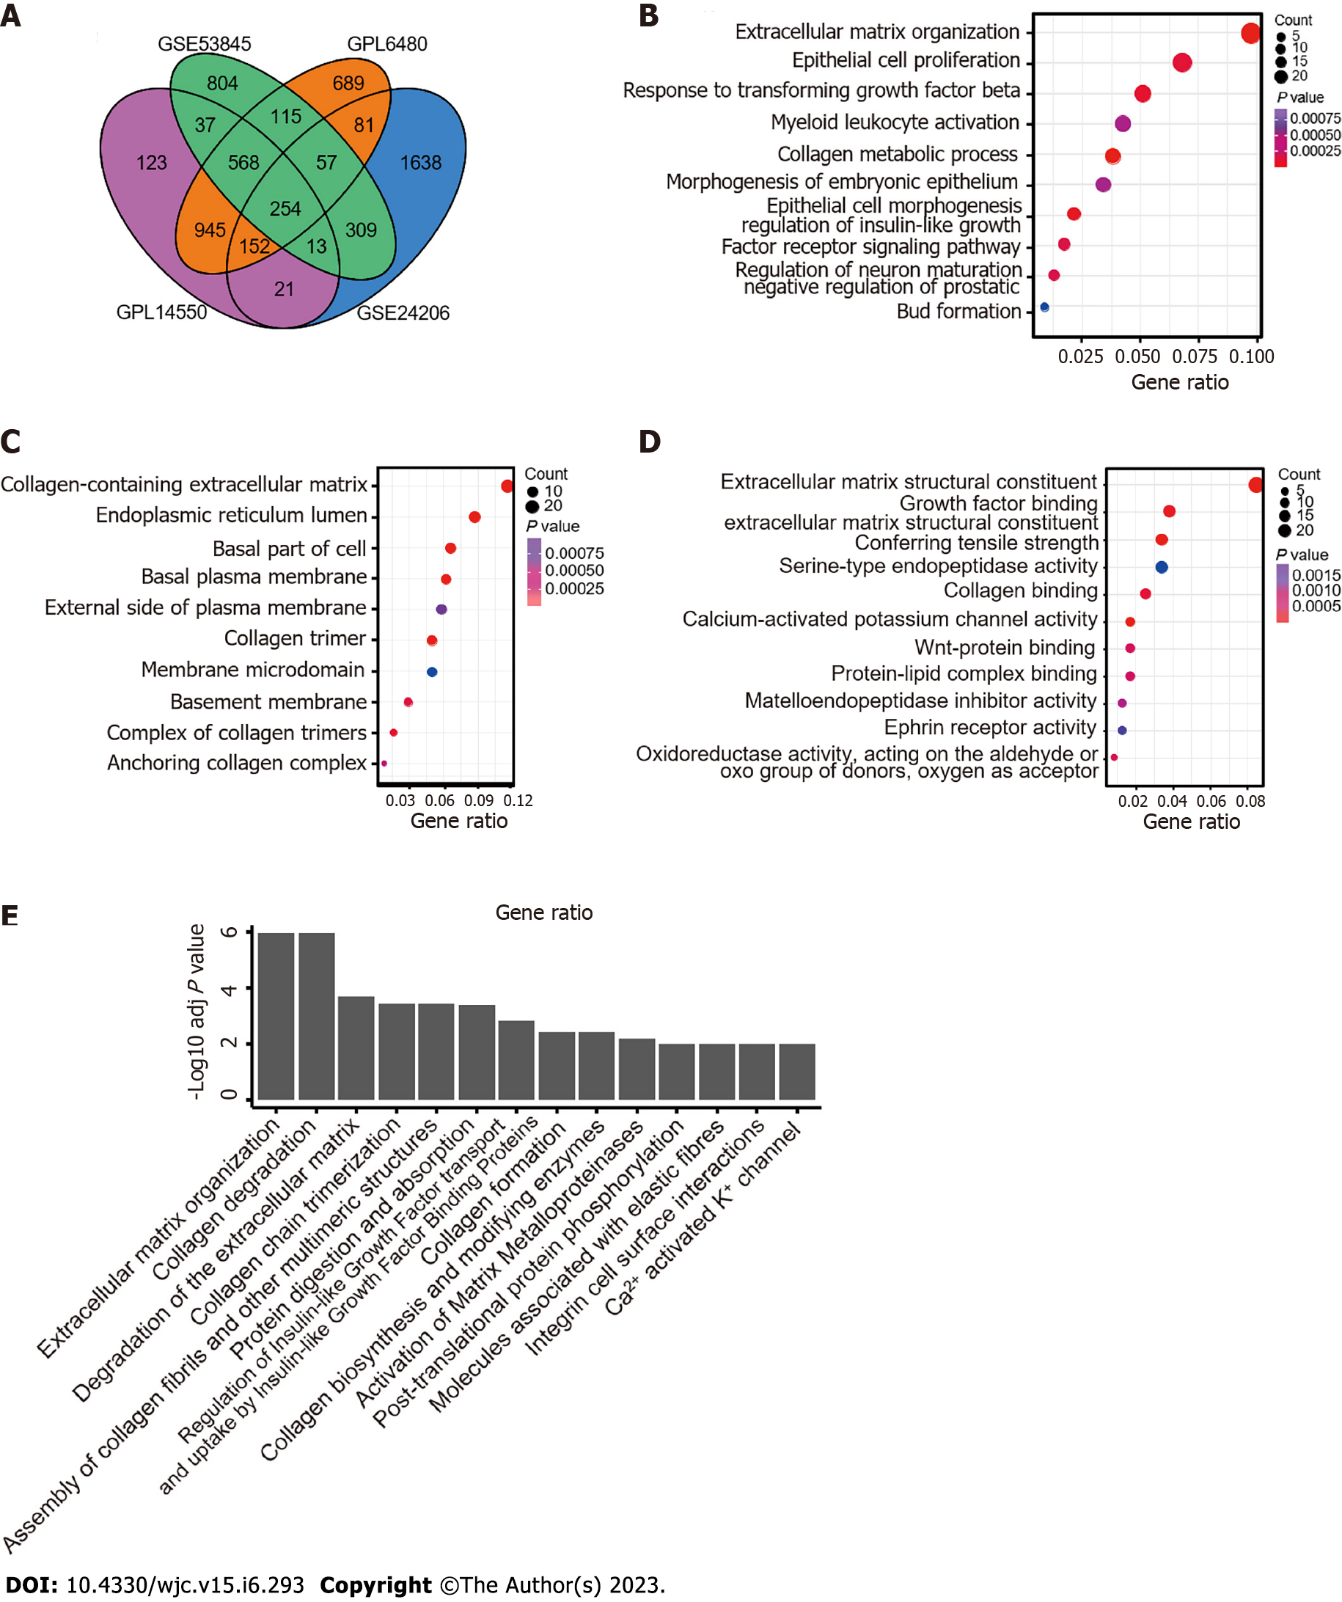 A
GSE53845
GPL6480
804
689
37
115
81
123
568
57
1638
254
945
152
13
309
21
GPL14550
GSE24206
B
Extracellular matrix organization
Epithelial cell proliferation
Response to transforming growth factor beta
Myeloid leukocyte activation
Collagen metabolic process
Morphogenesis of embryonic epithelium
Epithelial cell morphogenesis
regulation of insulin-like growth
Factor receptor signaling pathway
Regulation of neuron maturation
negative regulation of prostatic
Bud formation
0.025 0.050 0.075 0.100
Gene ratio
Count
5
10
15
20
P value
0.00075
0.00050
0.00025
C
Collagen-containing extracellular matrix
Endoplasmic reticulum lumen
Basal part of cell
Basal plasma membrane
External side of plasma membrane
Collagen trimer
Membrane microdomain
Basement membrane
Complex of collagen trimers
Anchoring collagen complex
0.03 0.06 0.09 0.12
Gene ratio
Count
10
20
P value
0.00075
0.00050
0.00025
D
Extracellular matrix structural constituent
Growth factor binding
extracellular matrix structural constituent
Conferring tensile strength
Serine-type endopeptidase activity
Collagen binding
Calcium-activated potassium channel activity
Wnt-protein binding
Protein-lipid complex binding
Matelloendopeptidase inhibitor activity
Ephrin receptor activity
Oxidoreductase activity, acting on the aldehyde or
oxo group of donors, oxygen as acceptor
0.02 0.04 0.06 0.08
Gene ratio
Count
5
10
15
20
P value
0.0015
0.0010
0.0005
E
Gene ratio
-Log10 adj P value
6
4
2
0
Extracellular matrix organization
Collagen degradation
Degradation of the extracellular matrix
Collagen chain trimerization
Assembly of collagen fibrils and other multimeric structures
Protein digestion and absorption
Regulation of Insulin-like Growth Factor transport
and uptake by Insulin-like Growth Factor Binding Proteins
Collagen formation
Collagen biosynthesis and modifying enzymes
Activation of Matrix Metalloproteinases
Post-translational protein phosphorylation
Molecules associated with elastic fibres
Integrin cell surface interactions
Ca²⁺ activated K⁺ channel
DOI: 10.4330/wjc.v15.i6.293 Copyright ©The Author(s) 2023.